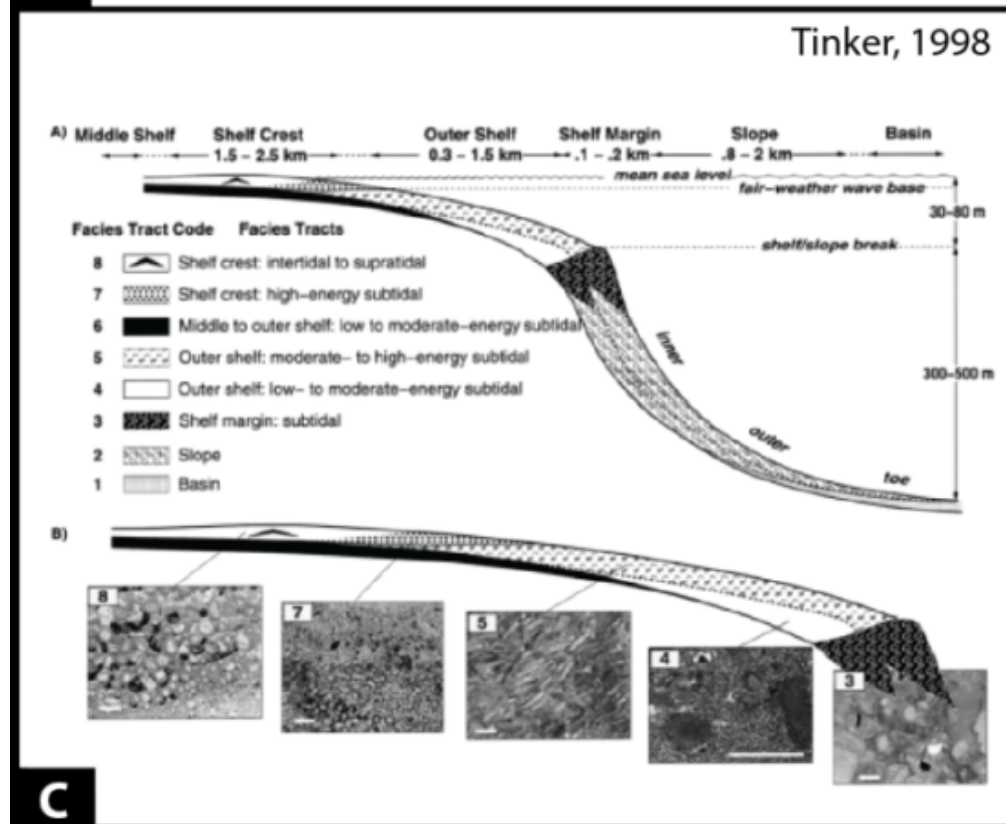 Tinker, 1998
A) Middle Shelf Shelf Crest Outer Shelf Shelf Margin Slope Basin
1.5 – 2.5 km 0.3 – 1.5 km .1 – .2 km .8 – 2 km
mean sea level
fair–weather wave base
30–80 m
Facies Tract Code Facies Tracts
shelf/slope break
8 Shelf crest: intertidal to supratidal
7 Shelf crest: high–energy subtidal
6 Middle to outer shelf: low to moderate–energy subtidal
inner
5 Outer shelf: moderate– to high–energy subtidal
300–500 m
4 Outer shelf: low– to moderate–energy subtidal
3 Shelf margin: subtidal
outer
2 Slope
toe
1 Basin
B)
8
7
5
4
3
C